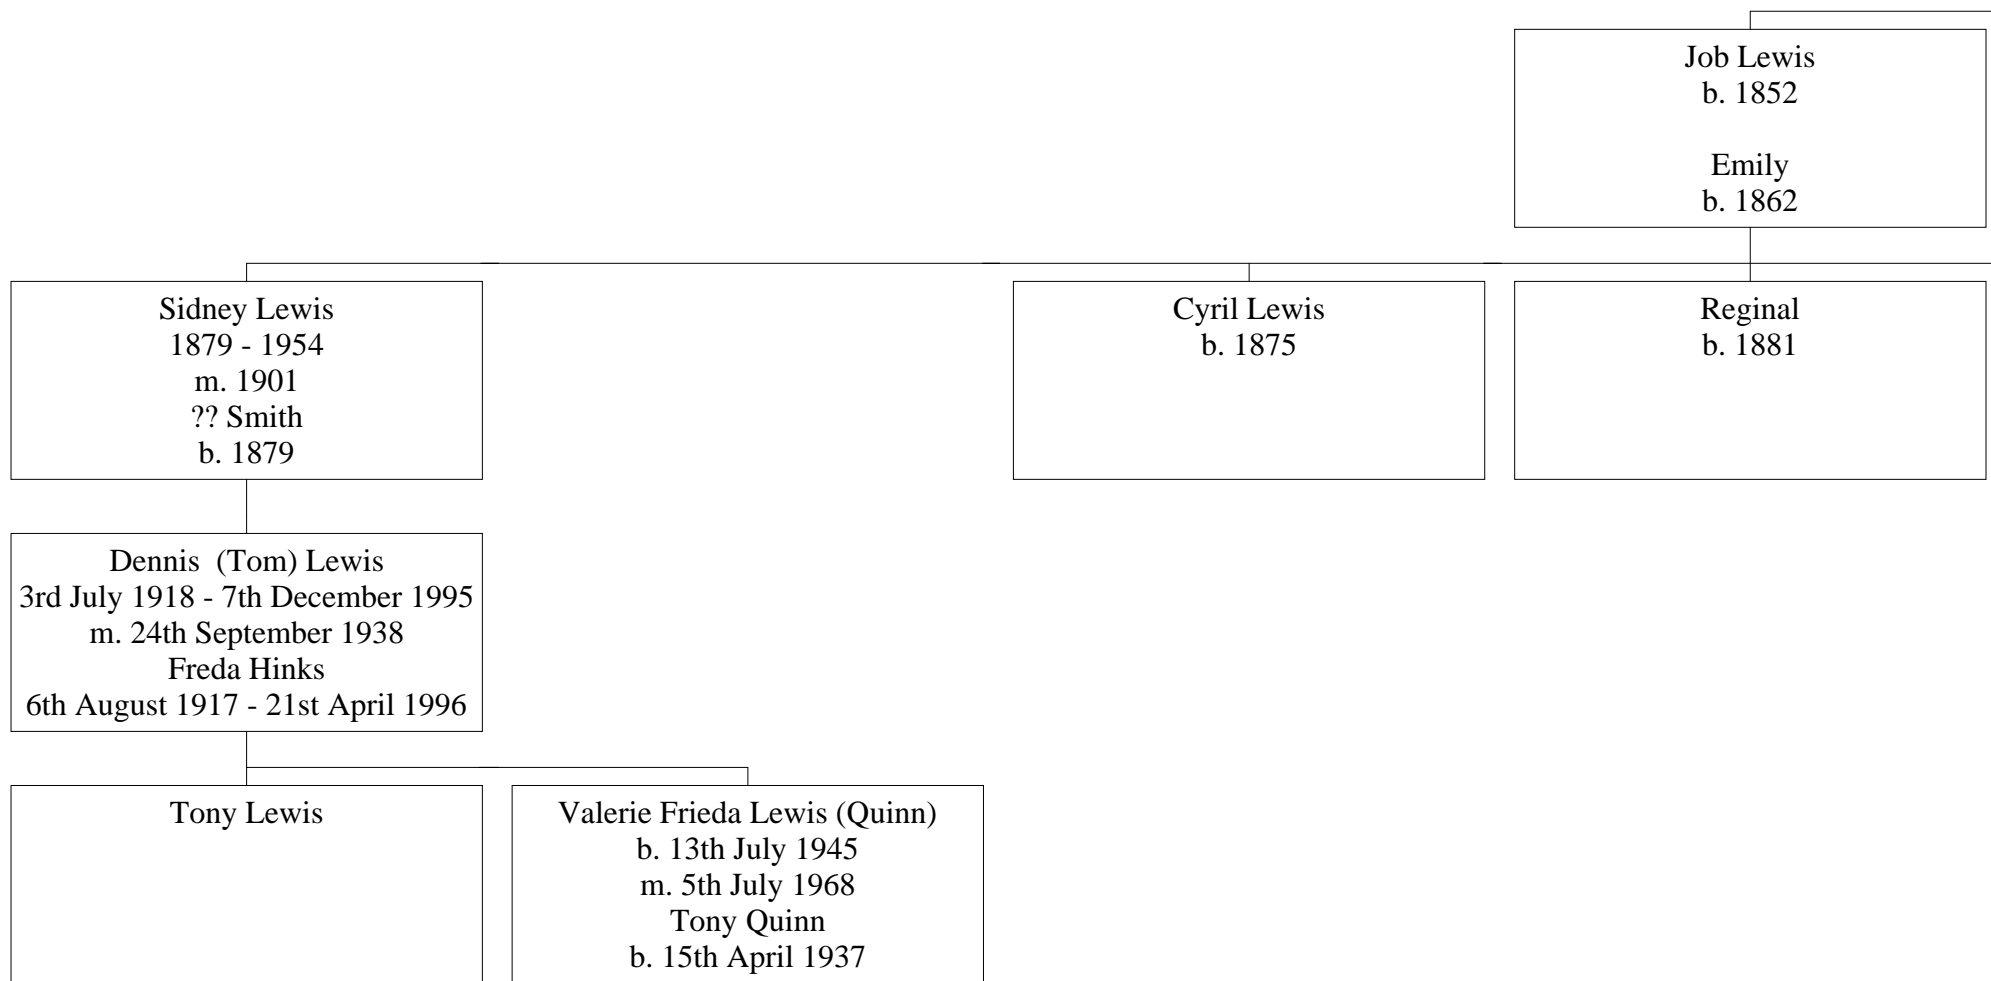 Job Lewis
b. 1852
Emily
b. 1862
Sidney Lewis
1879 - 1954
m. 1901
?? Smith
b. 1879
Cyril Lewis
b. 1875
Reginal
b. 1881
Dennis  (Tom) Lewis
3rd July 1918 - 7th December 1995
m. 24th September 1938
Freda Hinks
6th August 1917 - 21st April 1996
Tony Lewis
Valerie Frieda Lewis (Quinn)
b. 13th July 1945
m. 5th July 1968
Tony Quinn
b. 15th April 1937